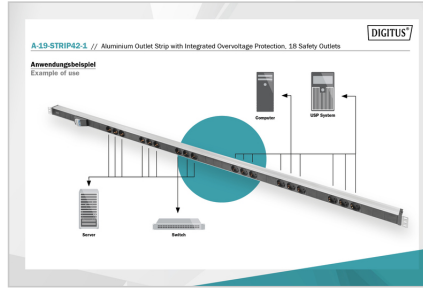 DIGITUS®
A-19-STRIP42-1 // Aluminium Outlet Strip with Integrated Overvoltage Protection, 18 Safety Outlets
Anwendungsbeispiel
Example of use
Computer
USP System
Server
Switch